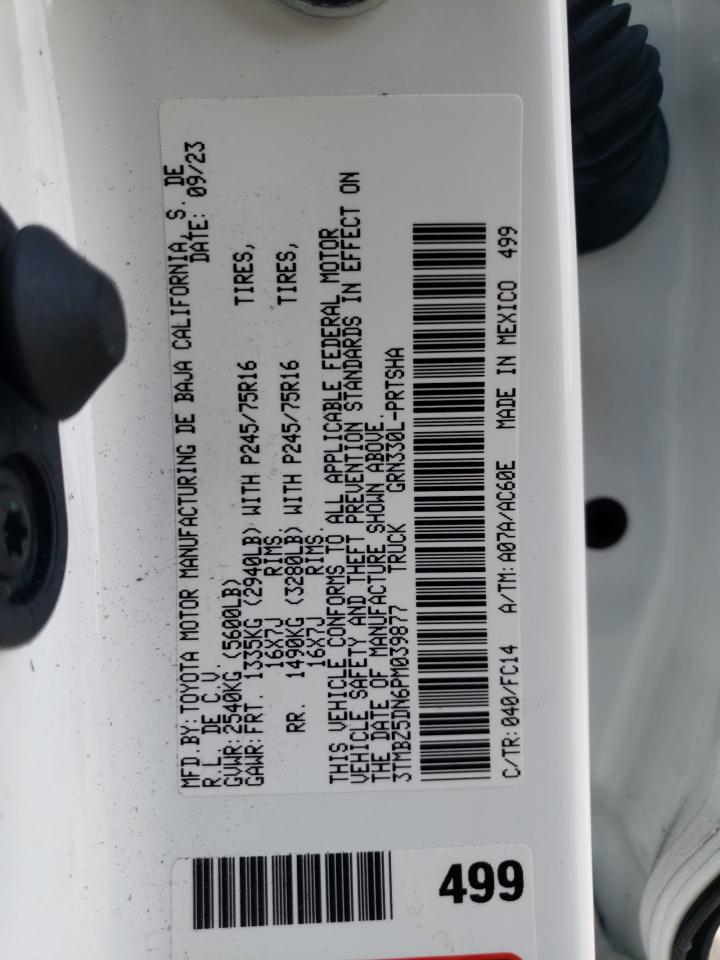 MFD.BY:TOYOTA MOTOR MANUFACTURING DE BAJA CALIFORNIA, S. DE
R.L. DE C.V. DATE: 09/23
GVWR:2540KG (5600LB)
GAWR:FRT. 1335KG (2940LB) WITH P245/75R16 TIRES,
16X7J RIMS
RR. 1490KG (3280LB) WITH P245/75R16 TIRES,
16X7J RIMS.
THIS VEHICLE CONFORMS TO ALL APPLICABLE FEDERAL MOTOR
VEHICLE SAFETY AND THEFT PREVENTION STANDARDS IN EFFECT ON
THE DATE OF MANUFACTURE SHOWN ABOVE.
3TMBZ5DN6PM039877 TRUCK GRN330L-PRTSHA
C/TR:040/FC14 A/TM:A07A/AC60E MADE IN MEXICO 499
499